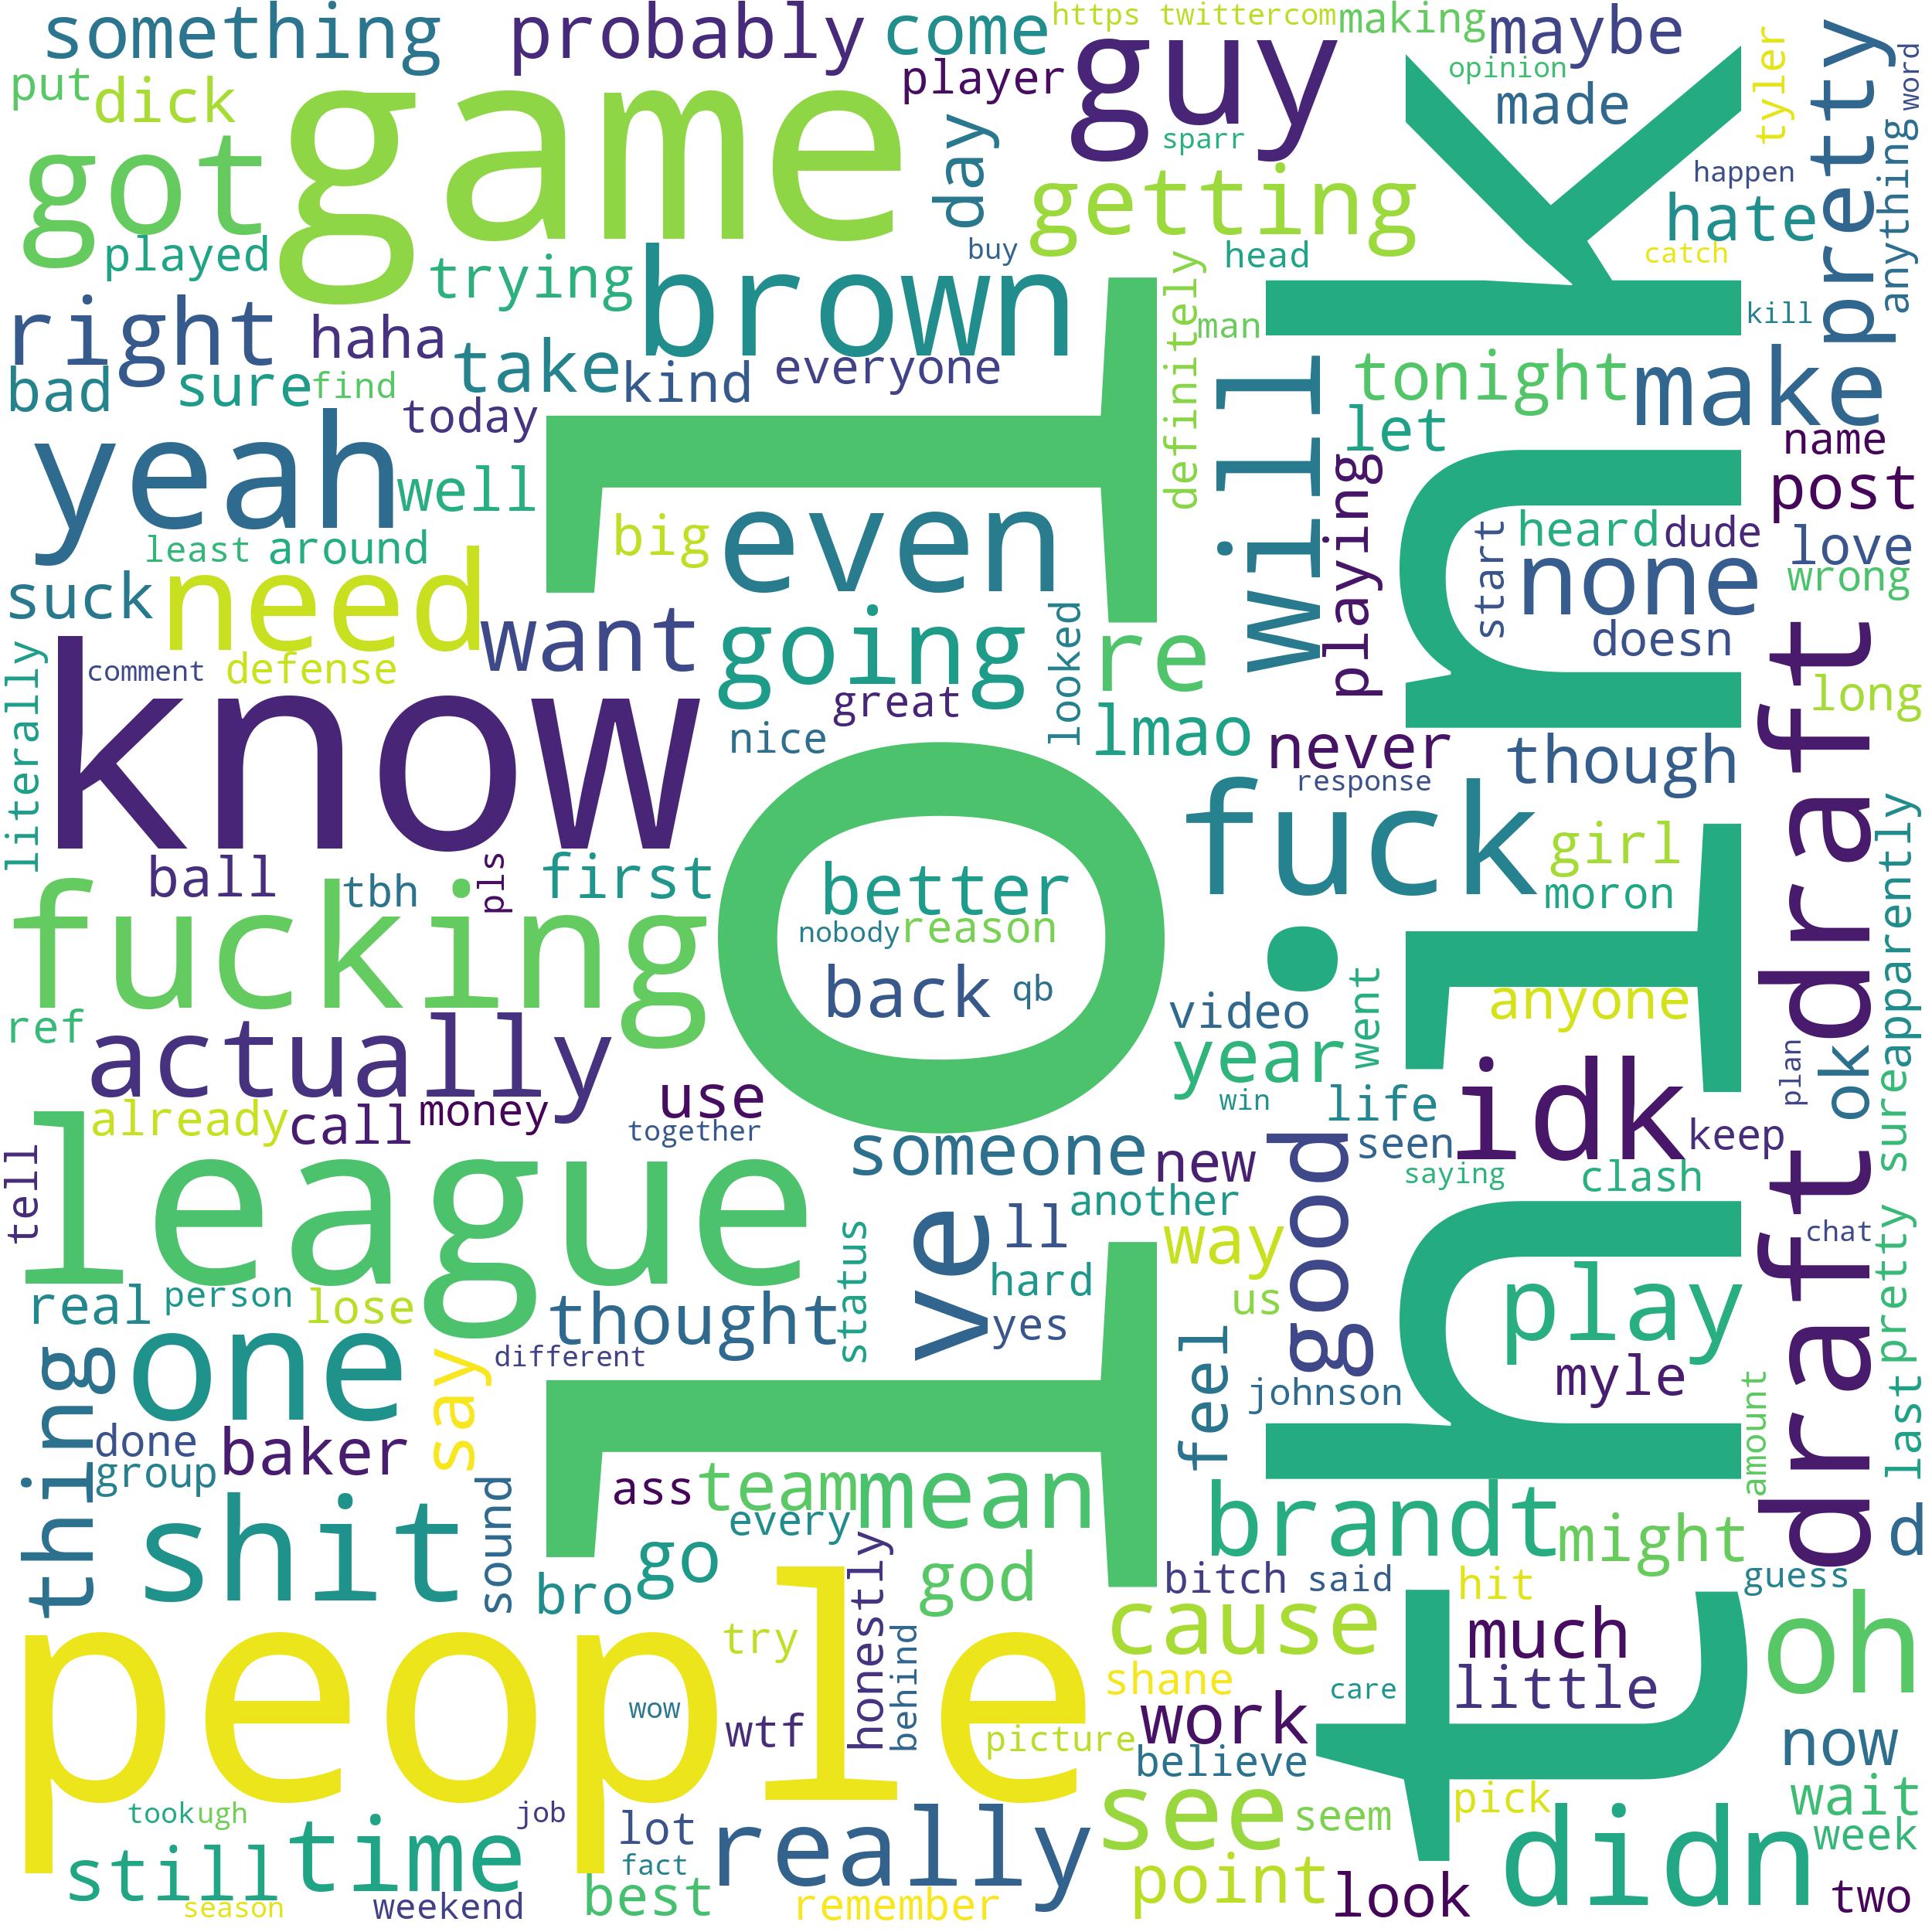 something
probably
come
https twittercom
making
maybe
put
dick
game
player
guy
opinion
made
tyler
pretty
word
got
played
day
sparr
getting
happen
hate
anything
trying
brown
buy
definitely
head
man
catch
kill
right
haha
take
kind
everyone
will
think
tonight
make
bad
sure
find
today
let
name
yeah
well
lol
big
even
playing
start
heard
dude
post
love
least
around
none
wrong
suck
need
want
going
looked
re
doesn
draft draft
long
literally
comment
defense
know
great
nice
lmao
never
response
though
ball
tbh
pls
first
better
nobody
reason
back
qb
fuck
girl
moron
fucking
ref
actually
video
year
went
anyone
plan
ok
apparently
already
call
money
use
together
win
life
idk
keep
tell
league
someone
new
good
seen
saying
clash
pretty sure
chat
another
ve
ll
way
status
real
person
lose
thought
hard
yes
us
play
last
thing
one
say
different
feel
johnson
myle
amount
done
group
baker
ass
team
mean
every
brandt
might
d
shit
sound
bro
go
god
bitch
said
hit
guess
people
try
honestly
behind
cause
much
oh
wow
wtf
shane
care
little
picture
work
believe
now
took
ugh
job
lot
really
see
seem
pick
wait
still
time
fact
best
point
look
didn
week
season
weekend
remember
two